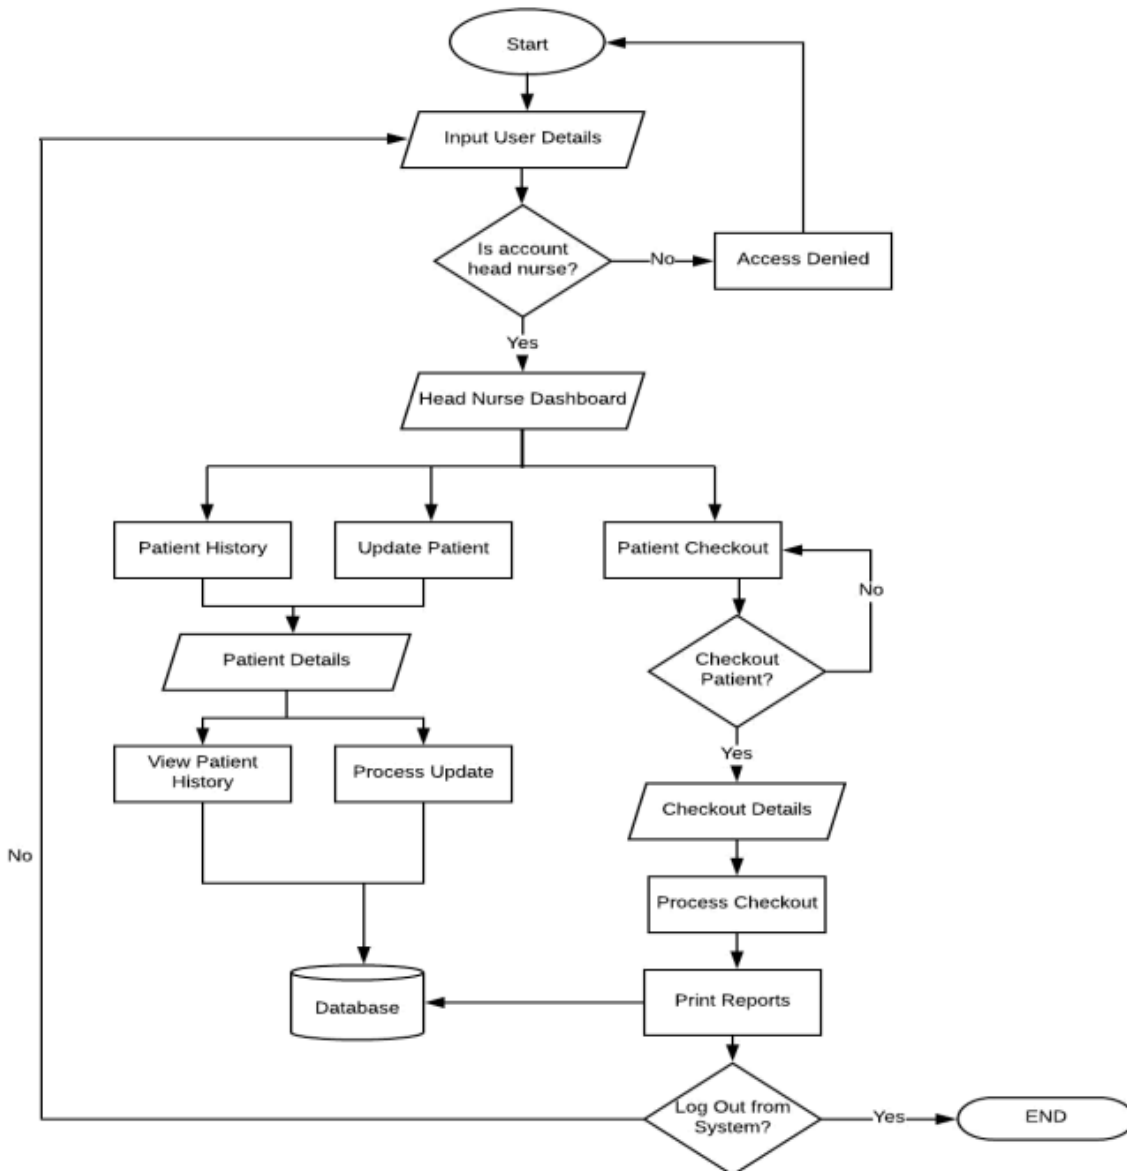 Start
Input User Details
Is account
head nurse?
No
Access Denied
Yes
Head Nurse Dashboard
Patient History
Update Patient
Patient Checkout
No
Patient Details
Checkout
Patient?
View Patient
History
Process Update
Yes
Checkout Details
No
Process Checkout
Database
Print Reports
Log Out from
System?
Yes
END